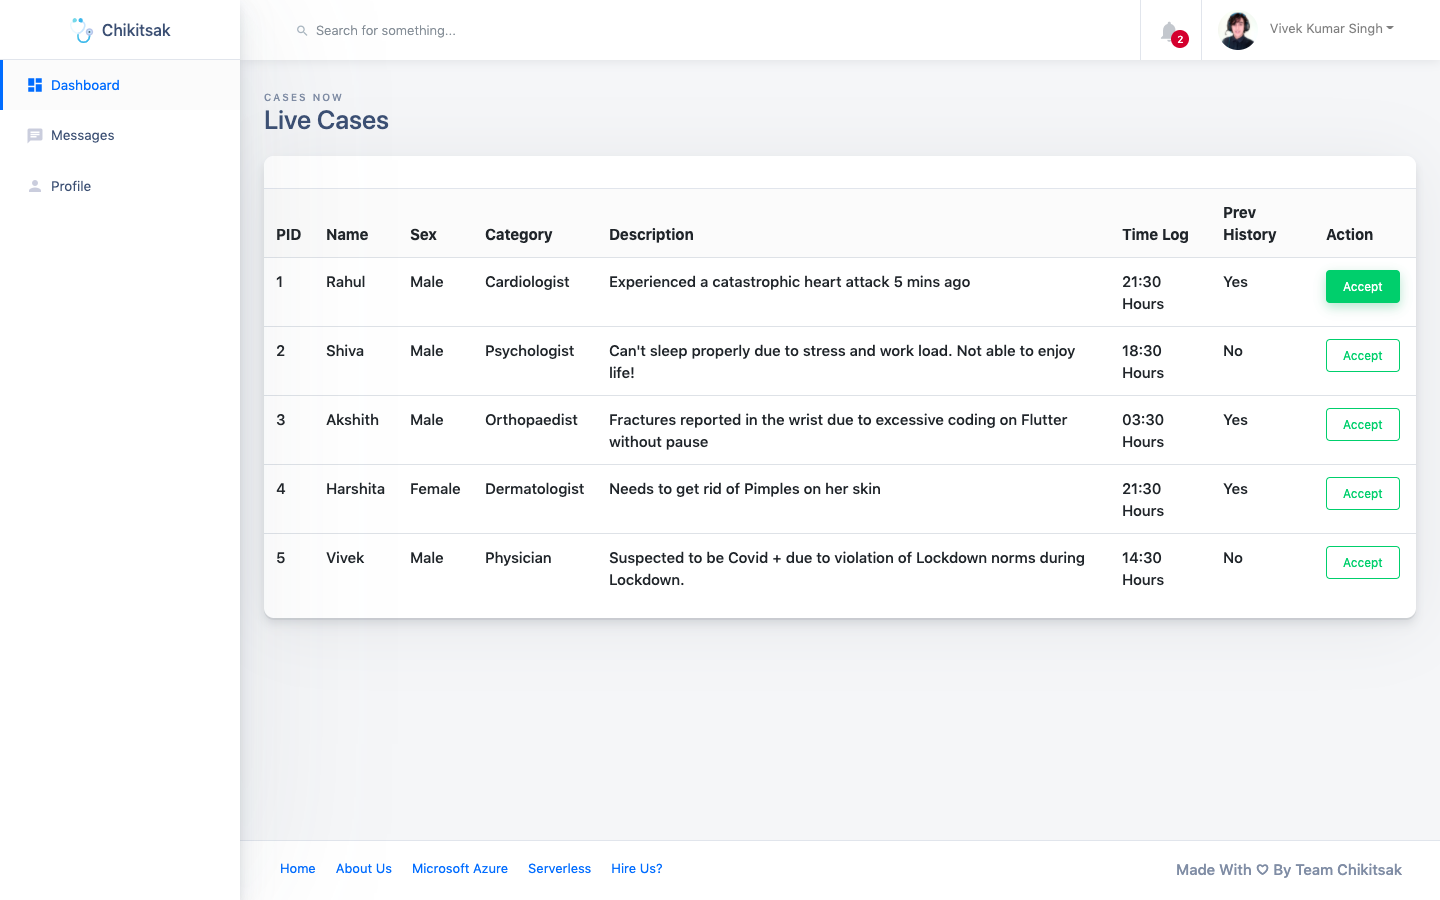 Chikitsak
Search for something...
2
Vivek Kumar Singh
Dashboard
Messages
Profile
CASES NOW
Live Cases
PID Name Sex Category Description Time Log Prev History Action
1 Rahul Male Cardiologist Experienced a catastrophic heart attack 5 mins ago 21:30 Hours Yes Accept
2 Shiva Male Psychologist Can't sleep properly due to stress and work load. Not able to enjoy life! 18:30 Hours No Accept
3 Akshith Male Orthopaedist Fractures reported in the wrist due to excessive coding on Flutter without pause 03:30 Hours Yes Accept
4 Harshita Female Dermatologist Needs to get rid of Pimples on her skin 21:30 Hours Yes Accept
5 Vivek Male Physician Suspected to be Covid + due to violation of Lockdown norms during Lockdown. 14:30 Hours No Accept
Home About Us Microsoft Azure Serverless Hire Us?
Made With ♡ By Team Chikitsak